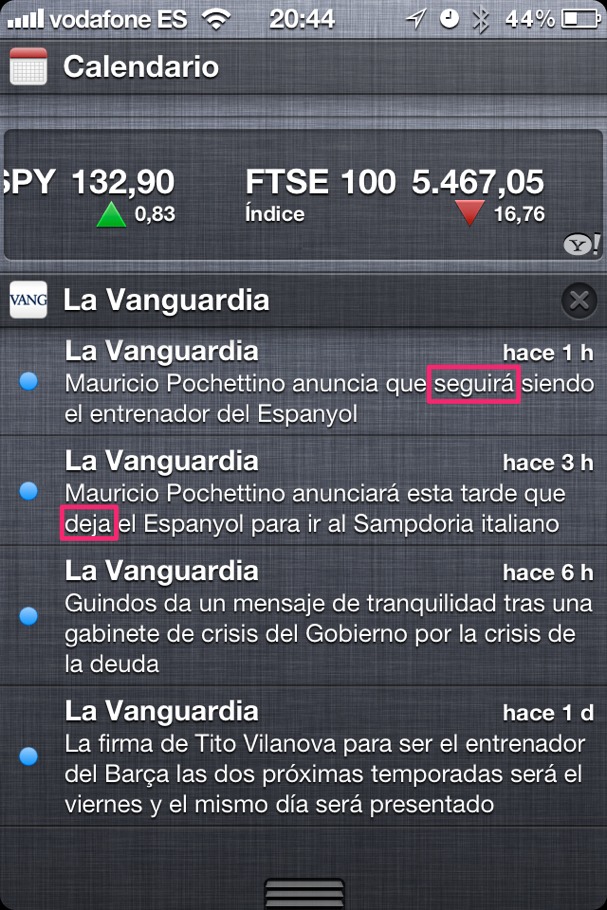 vodafone ES 20:44 44%
Calendario
SPY 132,90 FTSE 100 5.467,05
0,83 Índice 16,76
Y!
VANG La Vanguardia
La Vanguardia hace 1 h
Mauricio Pochettino anuncia que seguirá siendo
el entrenador del Espanyol
La Vanguardia hace 3 h
Mauricio Pochettino anunciará esta tarde que
deja el Espanyol para ir al Sampdoria italiano
La Vanguardia hace 6 h
Guindos da un mensaje de tranquilidad tras una
gabinete de crisis del Gobierno por la crisis de
la deuda
La Vanguardia hace 1 d
La firma de Tito Vilanova para ser el entrenador
del Barça las dos próximas temporadas será el
viernes y el mismo día será presentado